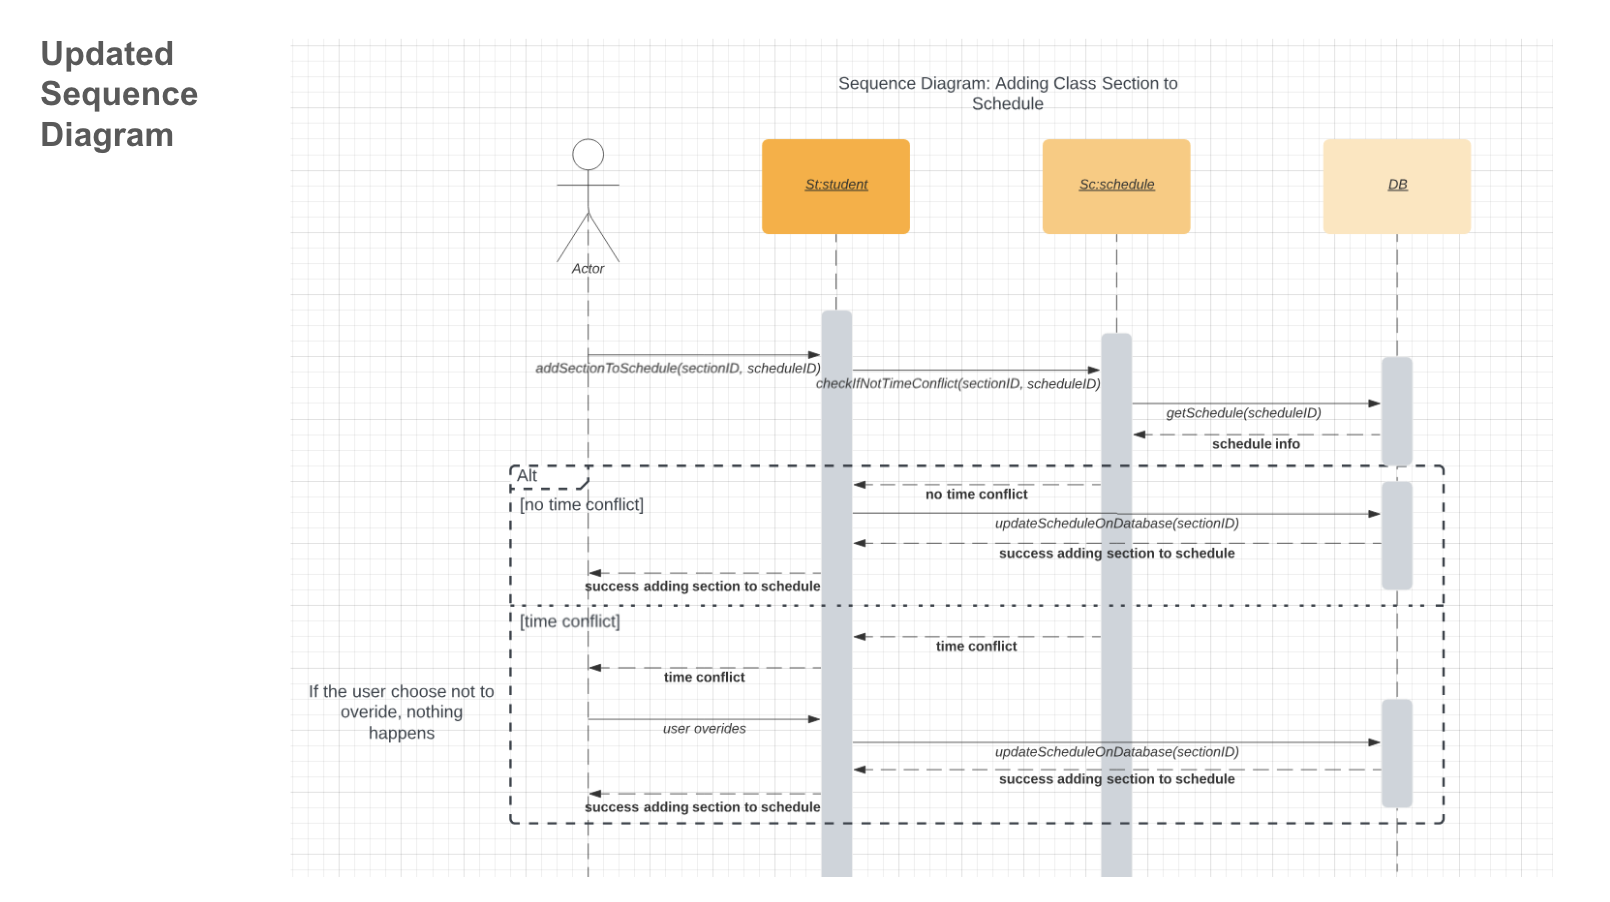 Updated
Sequence
Diagram
Sequence Diagram: Adding Class Section to
Schedule
St:student
Sc:schedule
DB
Actor
addSectionToSchedule(sectionID, scheduleID)
checkIfNotTimeConflict(sectionID, scheduleID)
getSchedule(scheduleID)
schedule info
Alt
no time conflict
[no time conflict]
updateScheduleOnDatabase(sectionID)
success adding section to schedule
success adding section to schedule
[time conflict]
time conflict
time conflict
If the user choose not to
overide, nothing
happens
user overides
updateScheduleOnDatabase(sectionID)
success adding section to schedule
success adding section to schedule